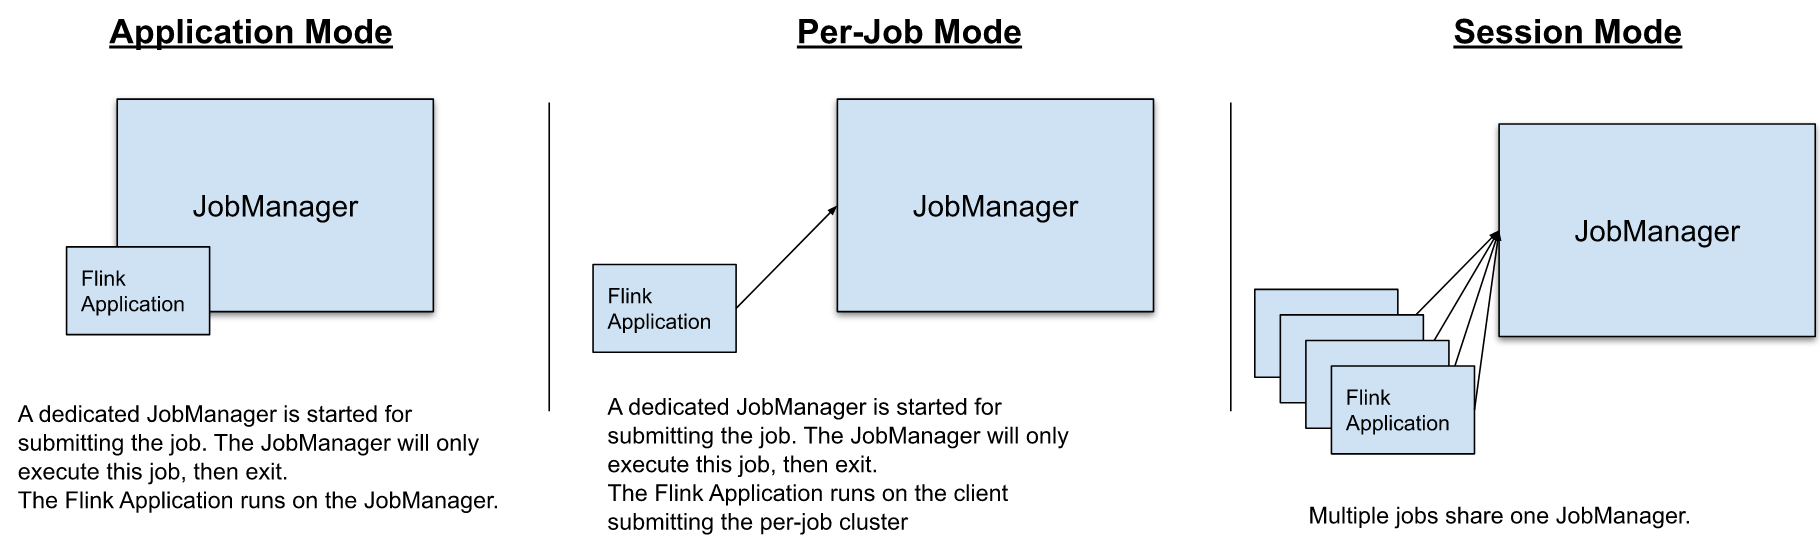 Application Mode
JobManager
Flink
Application
A dedicated JobManager is started for
submitting the job. The JobManager will only
execute this job, then exit.
The Flink Application runs on the JobManager.
Per-Job Mode
JobManager
Flink
Application
A dedicated JobManager is started for
submitting the job. The JobManager will only
execute this job, then exit.
The Flink Application runs on the client
submitting the per-job cluster
Session Mode
JobManager
Flink
Application
Multiple jobs share one JobManager.